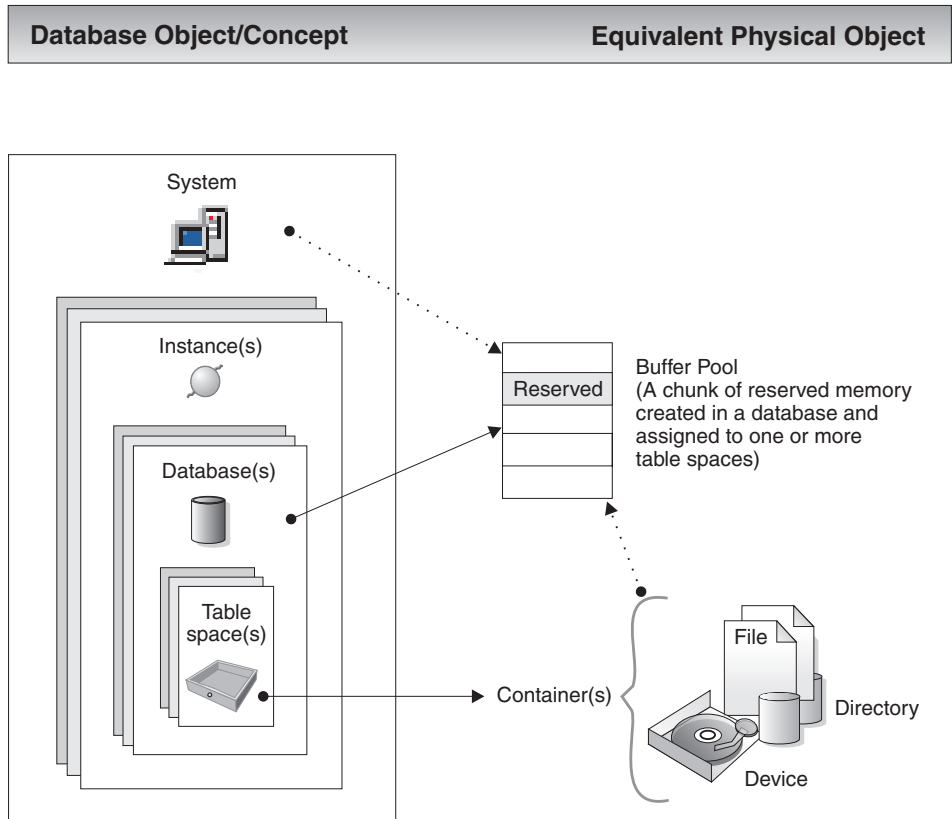 Database Object/Concept
Equivalent Physical Object
System
Instance(s)
Database(s)
Table
space(s)
Reserved
Buffer Pool
(A chunk of reserved memory
created in a database and
assigned to one or more
table spaces)
Container(s)
File
Directory
Device